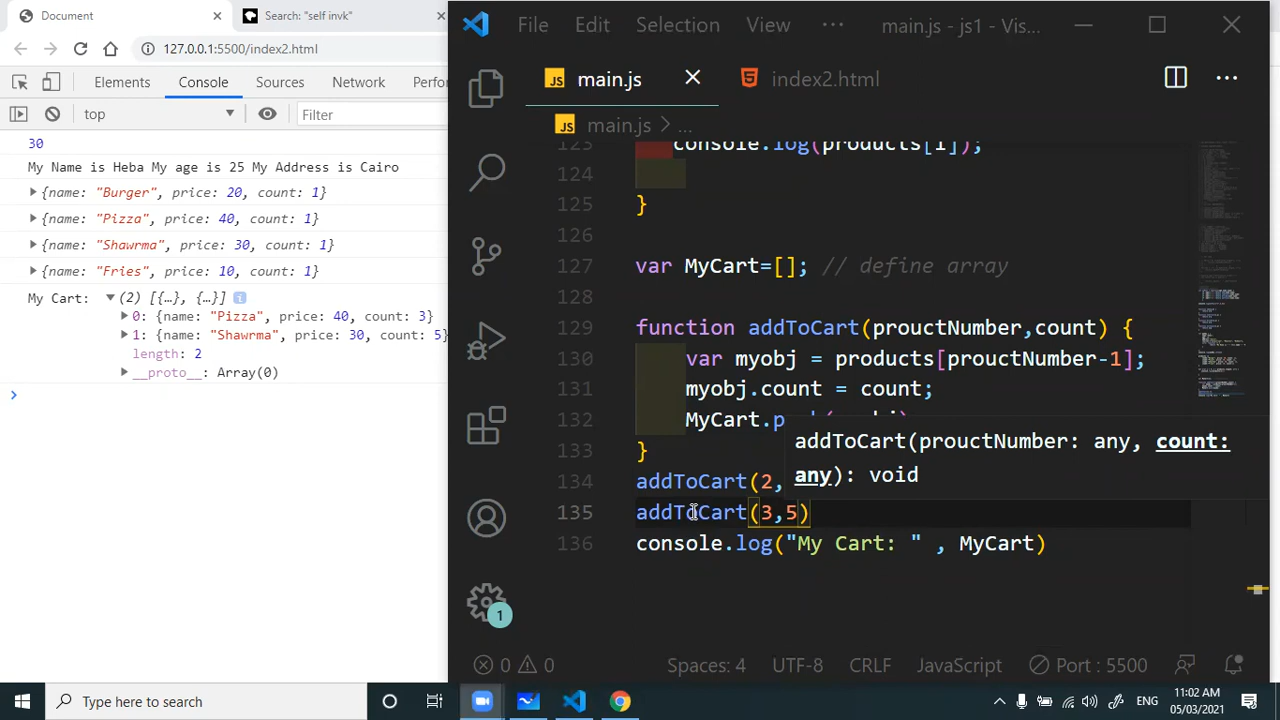 Document
Search: "self invk"
127.0.0.1:5500/index2.html
Elements
Console
Sources
Network
Perfor
top
Filter
30
My Name is Heba My age is 25 My Address is Cairo
{name: "Burger", price: 20, count: 1}
{name: "Pizza", price: 40, count: 1}
{name: "Shawrma", price: 30, count: 1}
{name: "Fries", price: 10, count: 1}
My Cart: (2) [{…}, {…}] i
0: {name: "Pizza", price: 40, count: 3}
1: {name: "Shawrma", price: 30, count: 5}
length: 2
__proto__: Array(0)
File Edit Selection View ··· main.js - js1 - Vis...
JS main.js
index2.html
JS main.js > ...
123 console.log(products[i]);
124
125 }
126
127 var MyCart=[]; // define array
128
129 function addToCart(prouctNumber,count) {
130 var myobj = products[prouctNumber-1];
131 myobj.count = count;
132 MyCart.p
133 }
addToCart(prouctNumber: any, count:
any): void
134 addToCart(2,
135 addToCart(3,5)
136 console.log("My Cart: " , MyCart)
1
0 0
Spaces: 4
UTF-8
CRLF
JavaScript
Port : 5500
Type here to search
ENG
11:02 AM
05/03/2021